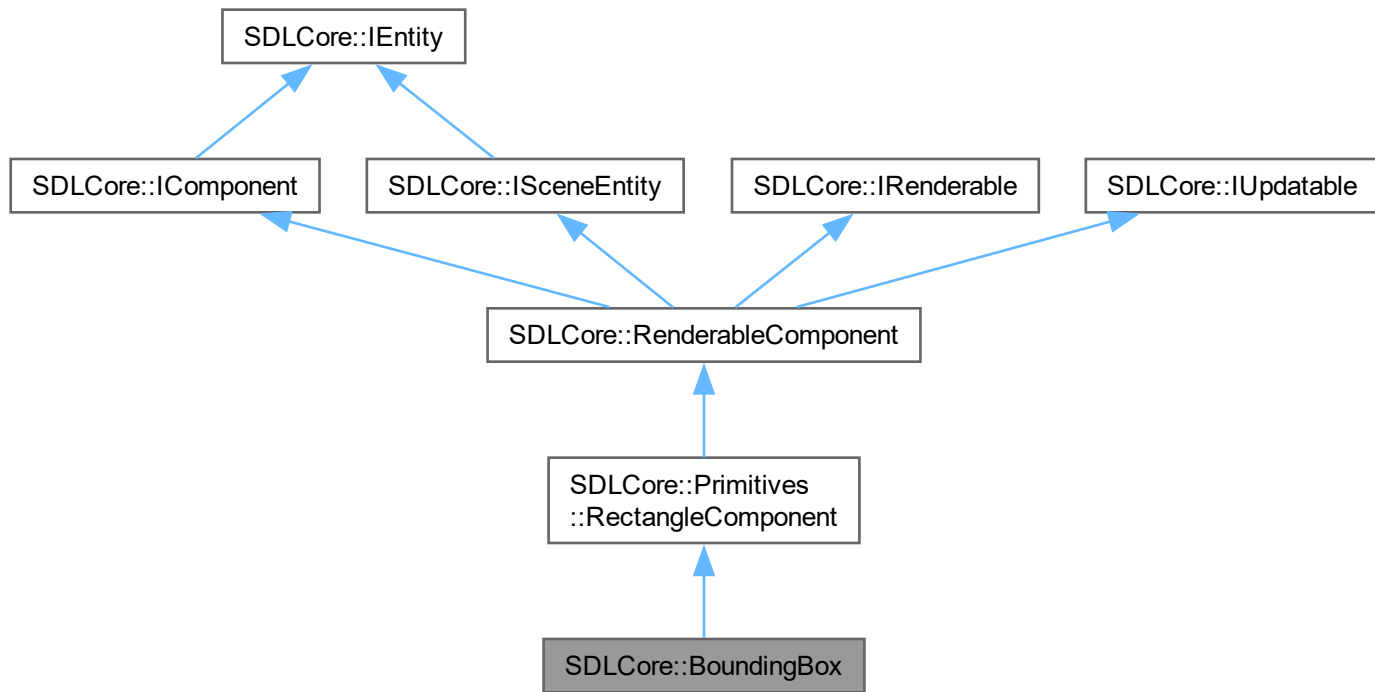 SDLCore::IEntity
SDLCore::IComponent
SDLCore::ISceneEntity
SDLCore::IRenderable
SDLCore::IUpdatable
SDLCore::RenderableComponent
SDLCore::Primitives
::RectangleComponent
SDLCore::BoundingBox